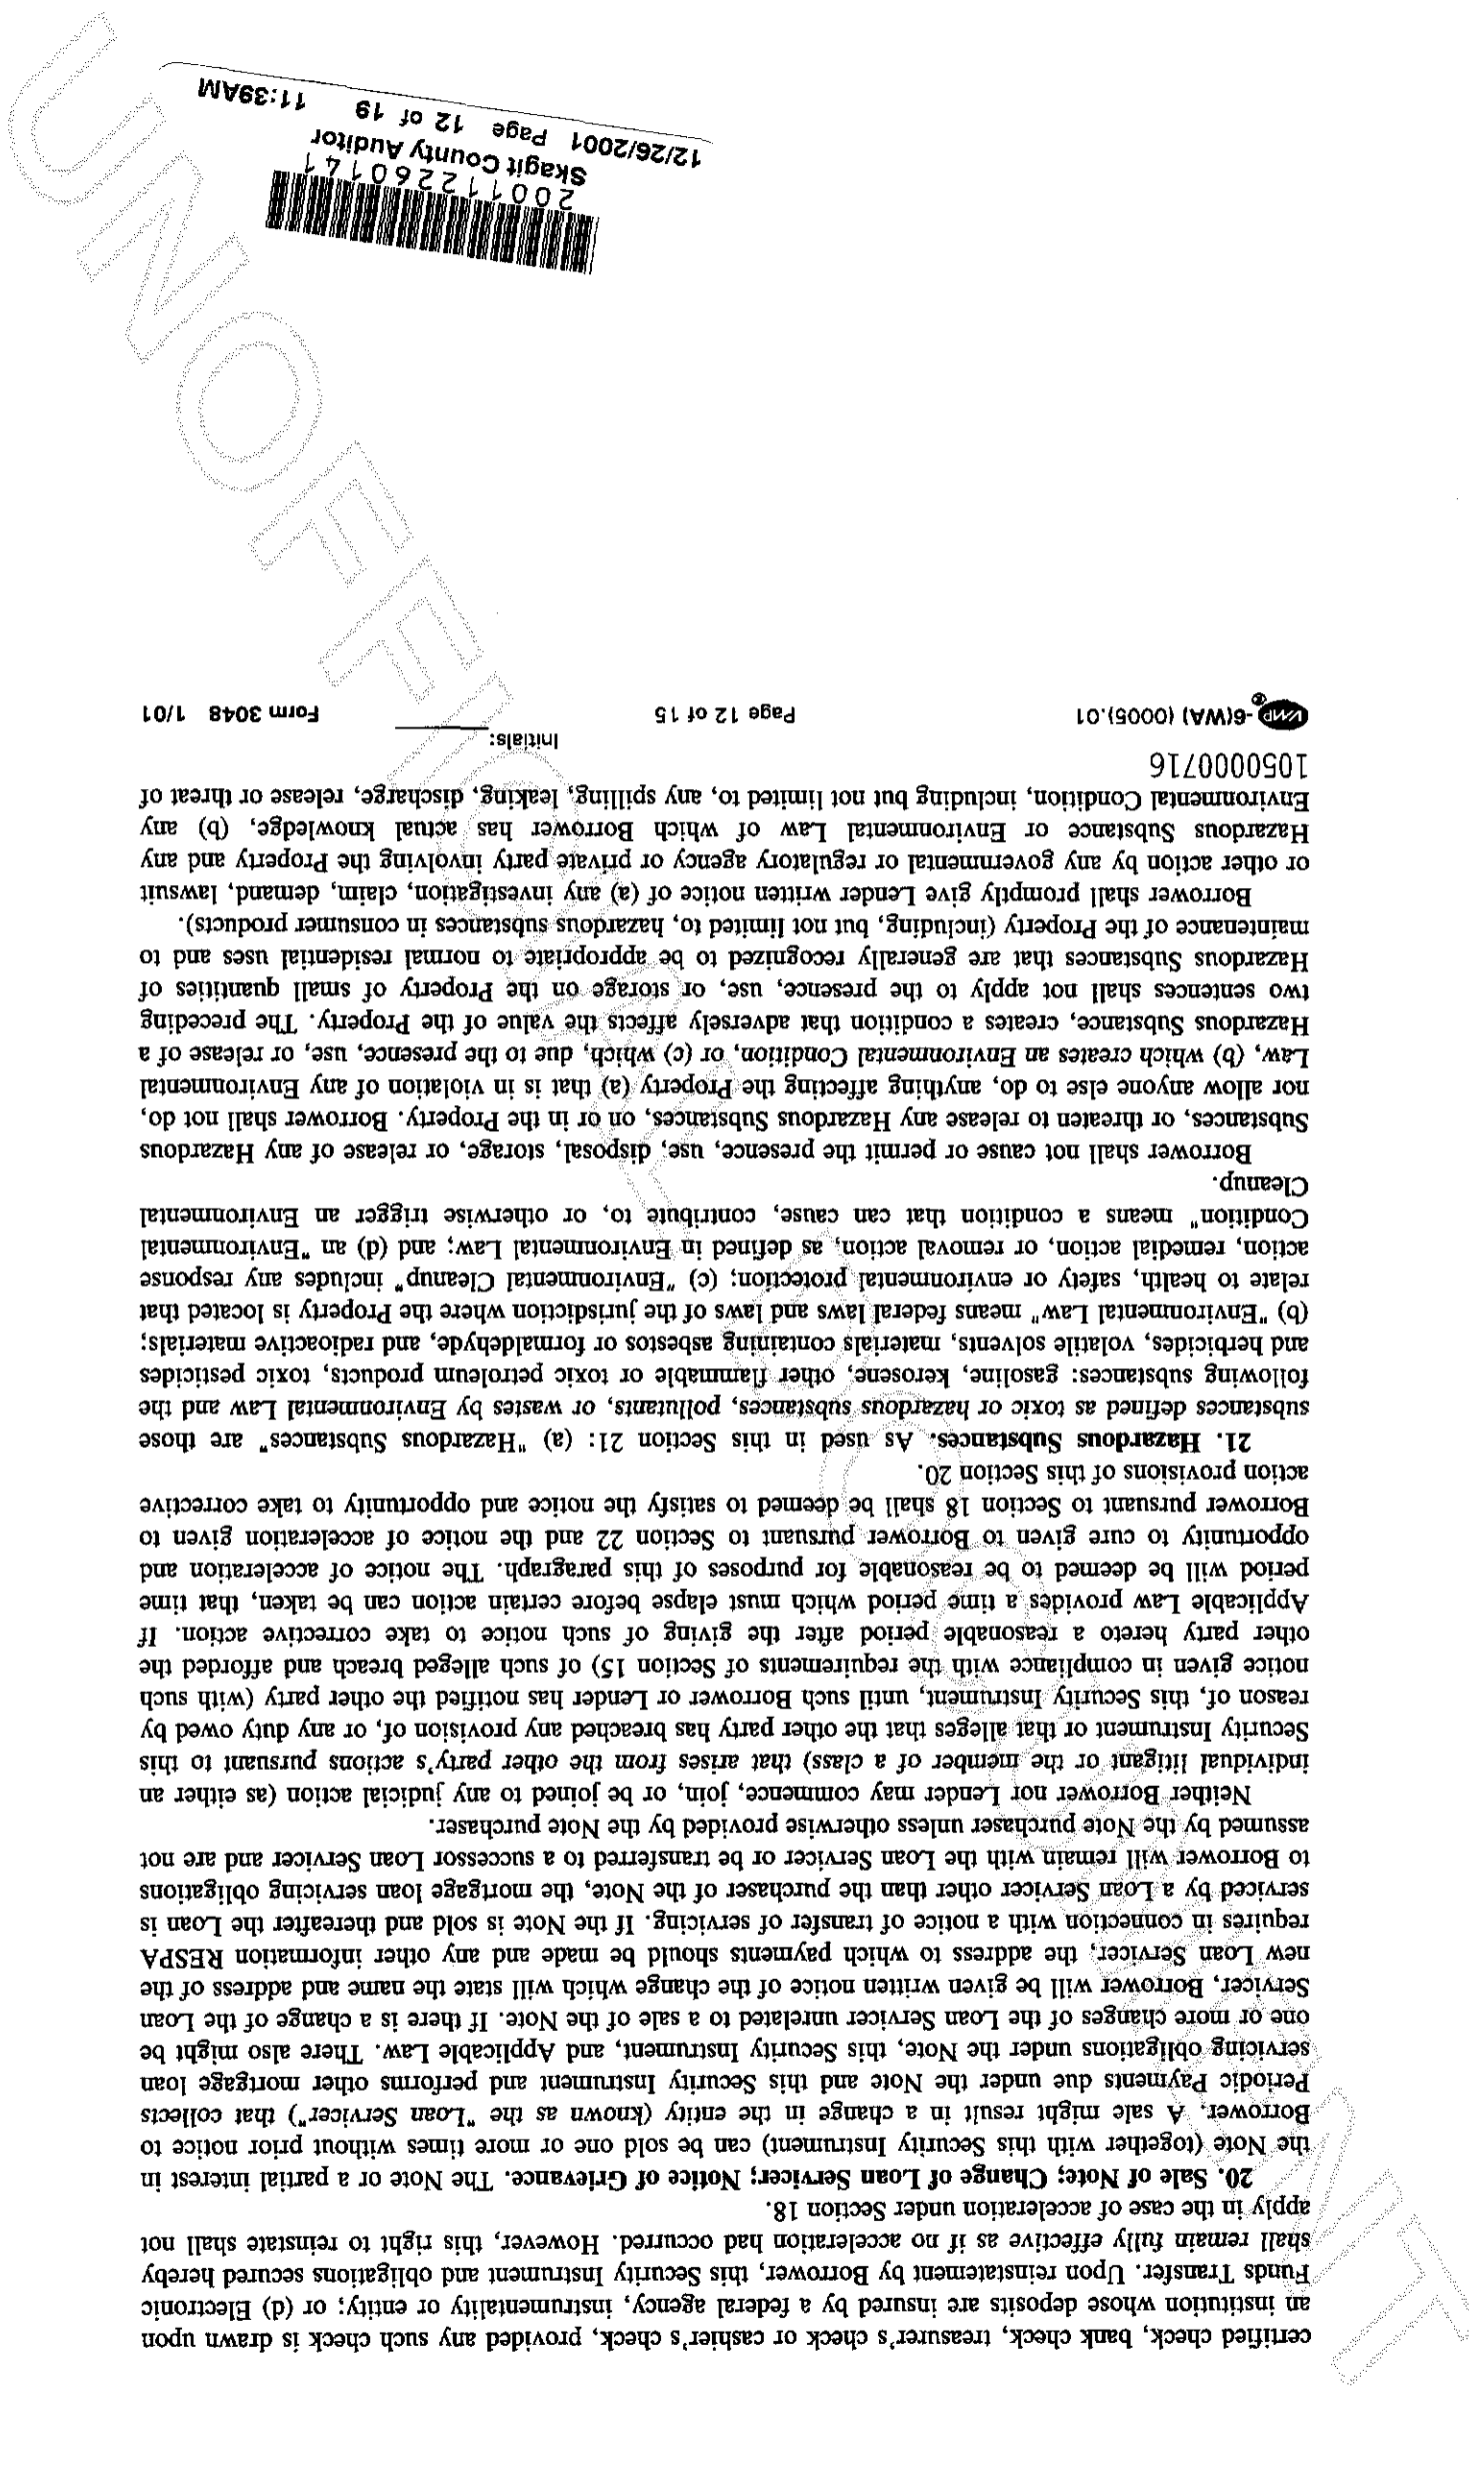 certified check, bank check, treasurer's check or cashier's check, provided any such check is drawn upon
an institution whose deposits are insured by a federal agency, instrumentality or entity; or (d) Electronic
Funds Transfer. Upon reinstatement by Borrower, this Security Instrument and obligations secured hereby
shall remain fully effective as if no acceleration had occurred. However, this right to reinstate shall not
apply in the case of acceleration under Section 18.
20. Sale of Note; Change of Loan Servicer; Notice of Grievance. The Note or a partial interest in
the Note (together with this Security Instrument) can be sold one or more times without prior notice to
Borrower. A sale might result in a change in the entity (known as the "Loan Servicer") that collects
Periodic Payments due under the Note and this Security Instrument and performs other mortgage loan
servicing obligations under the Note, this Security Instrument, and Applicable Law. There also might be
one or more changes of the Loan Servicer unrelated to a sale of the Note. If there is a change of the Loan
Servicer, Borrower will be given written notice of the change which will state the name and address of the
new Loan Servicer, the address to which payments should be made and any other information RESPA
requires in connection with a notice of transfer of servicing. If the Note is sold and thereafter the Loan is
serviced by a Loan Servicer other than the purchaser of the Note, the mortgage loan servicing obligations
to Borrower will remain with the Loan Servicer or be transferred to a successor Loan Servicer and are not
assumed by the Note purchaser unless otherwise provided by the Note purchaser.
Neither Borrower nor Lender may commence, join, or be joined to any judicial action (as either an
individual litigant or the member of a class) that arises from the other party's actions pursuant to this
Security Instrument or that alleges that the other party has breached any provision of, or any duty owed by
reason of, this Security Instrument, until such Borrower or Lender has notified the other party (with such
notice given in compliance with the requirements of Section 15) of such alleged breach and afforded the
other party hereto a reasonable period after the giving of such notice to take corrective action. If
Applicable Law provides a time period which must elapse before certain action can be taken, that time
period will be deemed to be reasonable for purposes of this paragraph. The notice of acceleration and
opportunity to cure given to Borrower pursuant to Section 22 and the notice of acceleration given to
Borrower pursuant to Section 18 shall be deemed to satisfy the notice and opportunity to take corrective
action provisions of this Section 20.
21. Hazardous Substances. As used in this Section 21: (a) "Hazardous Substances" are those
substances defined as toxic or hazardous substances, pollutants, or wastes by Environmental Law and the
following substances: gasoline, kerosene, other flammable or toxic petroleum products, toxic pesticides
and herbicides, volatile solvents, materials containing asbestos or formaldehyde, and radioactive materials;
(b) "Environmental Law" means federal laws and laws of the jurisdiction where the Property is located that
relate to health, safety or environmental protection; (c) "Environmental Cleanup" includes any response
action, remedial action, or removal action, as defined in Environmental Law; and (d) an "Environmental
Condition" means a condition that can cause, contribute to, or otherwise trigger an Environmental
Cleanup.
Borrower shall not cause or permit the presence, use, disposal, storage, or release of any Hazardous
Substances, or threaten to release any Hazardous Substances, on or in the Property. Borrower shall not do,
nor allow anyone else to do, anything affecting the Property (a) that is in violation of any Environmental
Law, (b) which creates an Environmental Condition, or (c) which, due to the presence, use, or release of a
Hazardous Substance, creates a condition that adversely affects the value of the Property. The preceding
two sentences shall not apply to the presence, use, or storage on the Property of small quantities of
Hazardous Substances that are generally recognized to be appropriate to normal residential uses and to
maintenance of the Property (including, but not limited to, hazardous substances in consumer products).
Borrower shall promptly give Lender written notice of (a) any investigation, claim, demand, lawsuit
or other action by any governmental or regulatory agency or private party involving the Property and any
Hazardous Substance or Environmental Law of which Borrower has actual knowledge, (b) any
Environmental Condition, including but not limited to, any spilling, leaking, discharge, release or threat of
1050000716
Initials:
VMP®-6(WA) (0005).01 Page 12 of 15 Form 3048 1/01
200112260141
Skagit County Auditor
12/26/2001 Page 12 of 19 11:39AM
UNOFFICIAL DOCUMENT